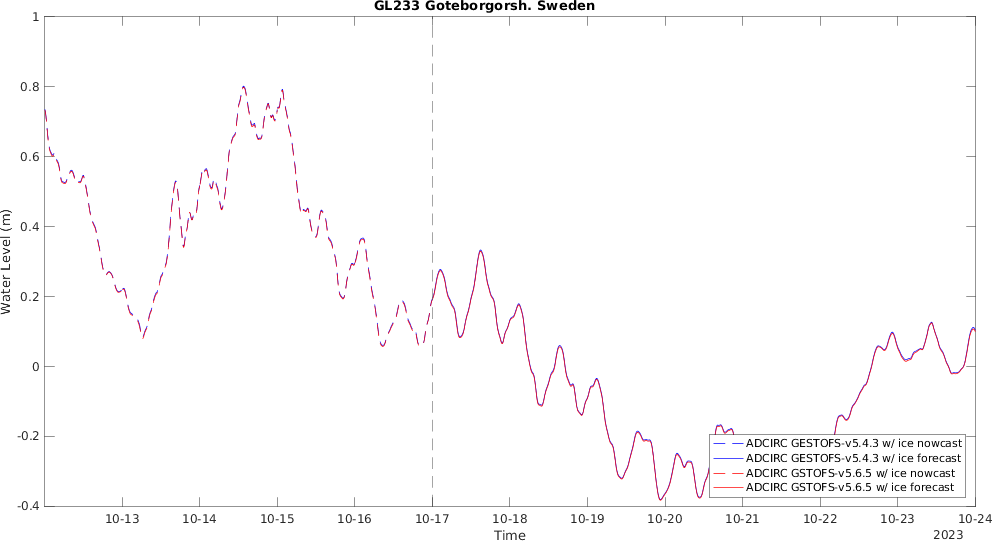 GL233 Goteborgorsh. Sweden
1
0.8
0.6
0.4
0.2
0
-0.2
-0.4
Water Level (m)
ADCIRC GESTOFS-v5.4.3 w/ ice nowcast
ADCIRC GESTOFS-v5.4.3 w/ ice forecast
ADCIRC GSTOFS-v5.6.5 w/ ice nowcast
ADCIRC GSTOFS-v5.6.5 w/ ice forecast
10-13 10-14 10-15 10-16 10-17 10-18 10-19 10-20 10-21 10-22 10-23 10-24
Time
2023